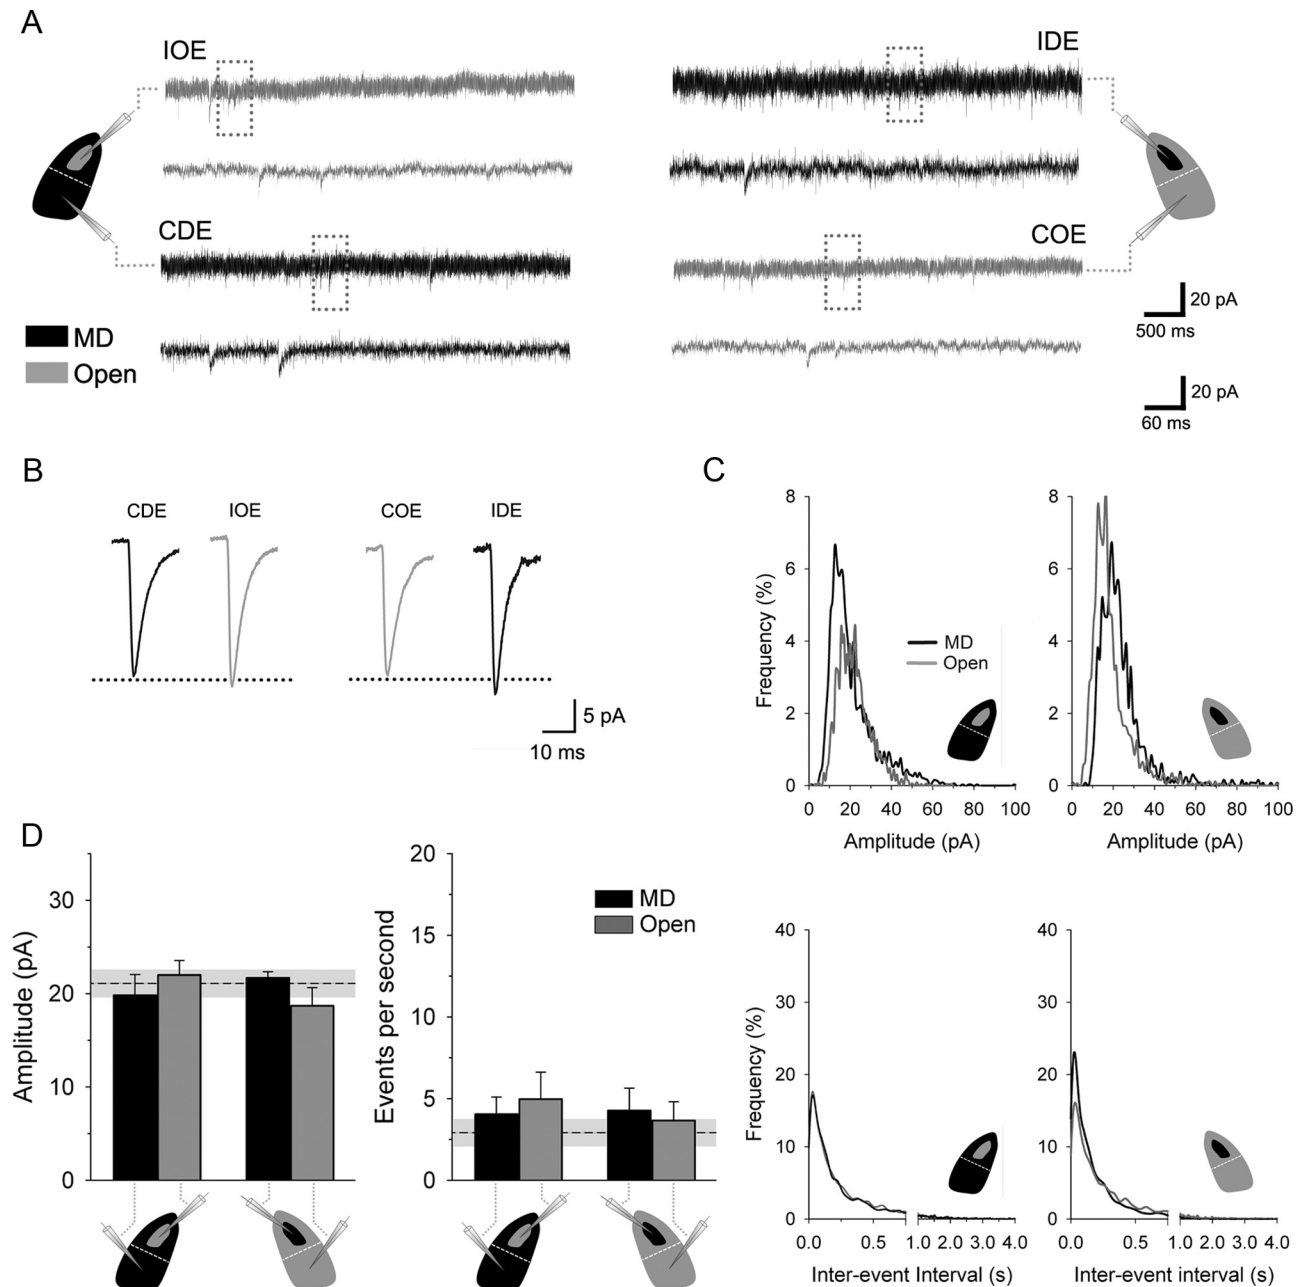 A
IOE
IDE
CDE
COE
MD
Open
20 pA
500 ms
20 pA
60 ms
B
CDE
IOE
COE
IDE
5 pA
10 ms
C
8
6
4
2
0
Frequency (%)
MD
Open
0 20 40 60 80 100
Amplitude (pA)
8
6
4
2
0
0 20 40 60 80 100
Amplitude (pA)
D
30
20
10
0
Amplitude (pA)
20
15
10
5
0
Events per second
MD
Open
40
30
20
10
0
Frequency (%)
0.0 0.5 1.0 2.0 3.0 4.0
Inter-event Interval (s)
40
30
20
10
0
0.0 0.5 1.0 2.0 3.0 4.0
Inter-event interval (s)